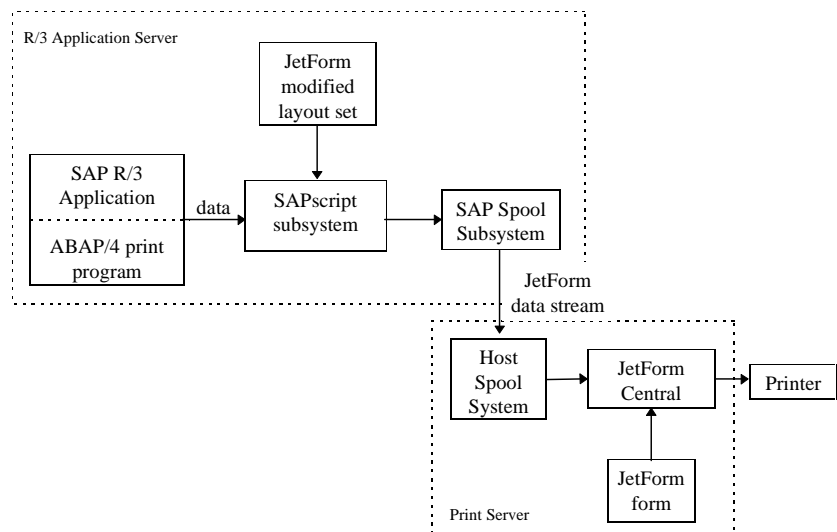 R/3 Application Server
JetForm
modified
layout set
SAP R/3
Application
ABAP/4 print
program
data
SAPscript
subsystem
SAP Spool
Subsystem
JetForm
data stream
Host
Spool
System
JetForm
Central
Printer
JetForm
form
Print Server